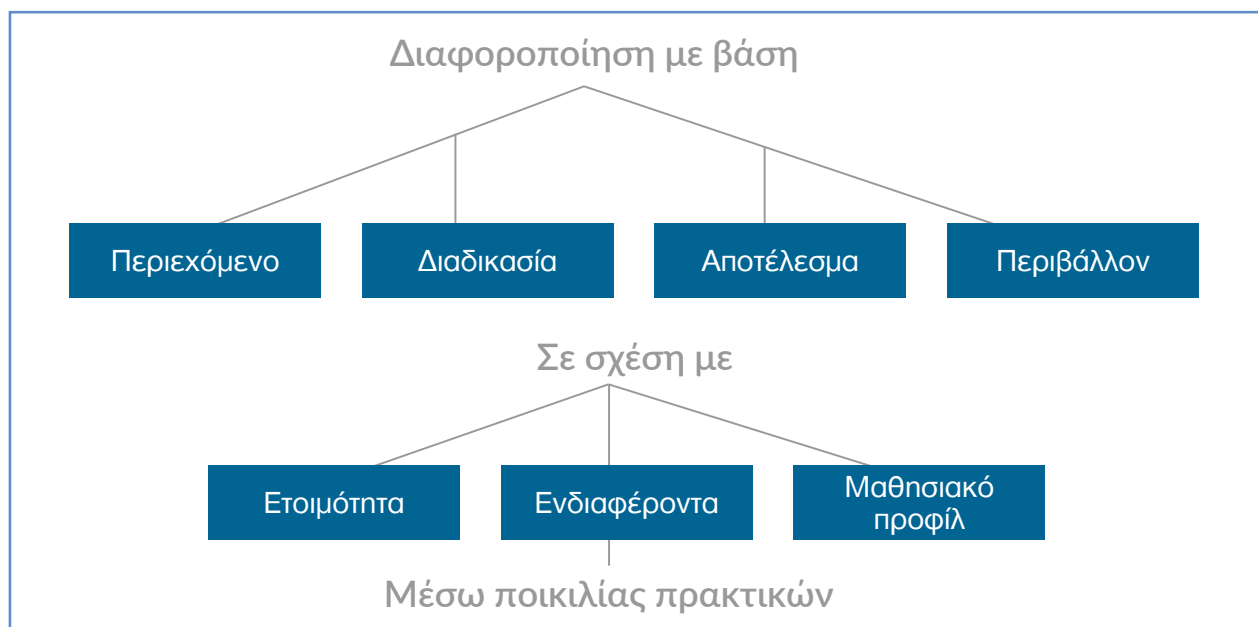 Διαφοροποίηση με βάση
Περιεχόμενο
Διαδικασία
Αποτέλεσμα
Περιβάλλον
Σε σχέση με
Ετοιμότητα
Ενδιαφέροντα
Μαθησιακό
προφίλ
Μέσω ποικιλίας πρακτικών